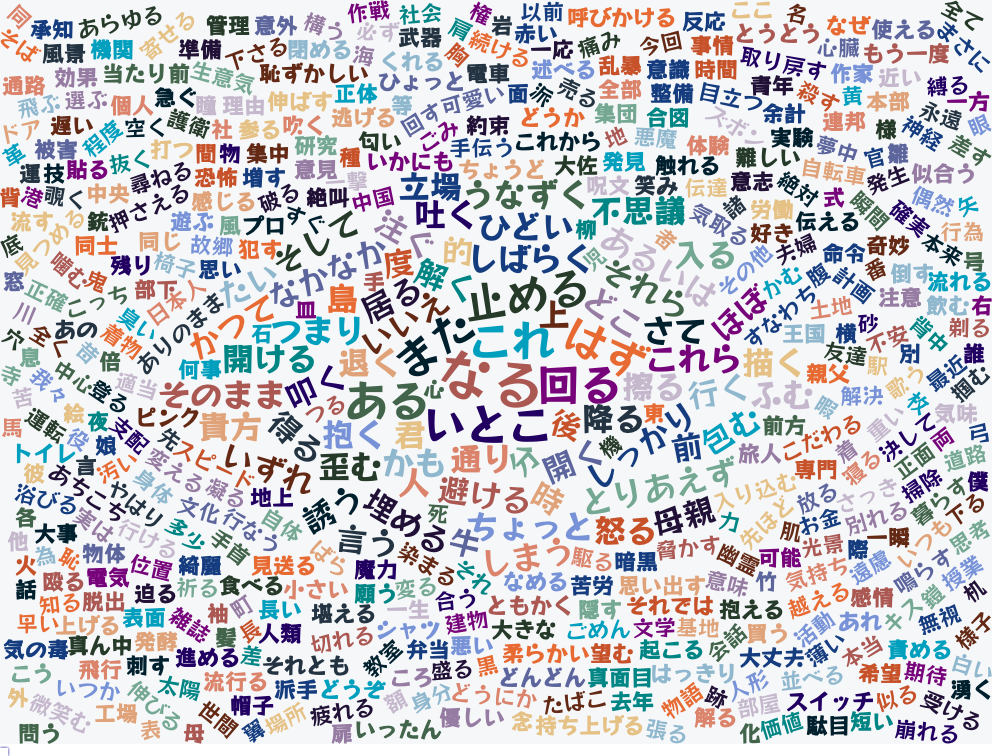 承知 あらゆる 管理 意外 構う 作戦 必ず 社会 権 岩 以前 呼びかける 反応 ここ 名 なぜ 使える 全て
そば 風景 機関 寄せる 準備 下さる 閉める 海 武器 肩 続ける 赤い 一応 痛み 今回 事情 とうとう 心臓 もう一度 まさに
通路 効果 当たり前 生意気 恥ずかしい くれる ひょっと 電車 腕 述べる 乱暴 意識 時間 取り戻す 作家 近い 縛る
飛ぶ 選ぶ 個人 急ぐ 瞳 理由 伸ばす 正体 等 回す 可愛い 面 派 売る 全部 整備 目立つ 青年 殺す 黄 本部 一方
ドア 遅い 程度 空く 護衛 社 参る 吹く 逃げる 匂い ごみ 約束 どうか 集団 合図 スポン 余計 連邦 様 永遠 眼
革 被害 打つ 間 物 集中 研究 種 いかにも 手伝う これから 地 悪魔 体験 実験 夢中 官 神経 差す
運 技 貼る 抜く 尋ねる 恐怖 増す 意見 一撃 ちょうど 大佐 発見 触れる 難しい 自転車 発生 雛 似合う
背 港 覗く 中央 押さえる 感じる 破る 絶叫 中国 立場 うなずく 呪文 笑み 伝達 意志 絶対 式 瞬間 偶然 矢
流す 銃 遊ぶ 風 プロ すぐ そして 注ぐ 吐く ひどい 柳 不思議 気取る 諸 労働 伝える 確実 行為
底 見つめる 同士 同じ 故郷 犯す なかなか 的 しばらく あるいは 者 入る その他 好き 夫婦 命令 奇妙 本来 号
窓 噛む 鬼 残り 椅子 思い たい 手 度 解く 兄 それら ほぼ かむ 腹 計画 番 倒す 流れる
正確 こっち 部下 日本人 皿 島 居る いいえ 止める 上 どこ すなわち 土地 注意 飲む 右
川 全く あの 着物 臭い ありのまま かつて 石 つまり また これ はず さて 王国 横 砂 不安 背中 剃る
穴 息 昔 倍 何事 開ける 退く なる 回る これら 描く 友達 駅 別 最近 誰
寺 我々 中心 登る 適当 そのまま 叩く 心 ある いとこ 擦る 行く ふむ 親父 解決 歌う 掴む
苦 絵 夜 ピンク 貴方 つる 得る 抱く 君 後 降る 東 しっかり 前 包む 前方 暇 杖 気味
馬 運転 役 娘 支配 先 スピード いずれ 歪む かも 通り 分 開く 機 旅人 こだわる 着 重い 決して 両 弓
トイレ 彼 言 汚い 変える 凝る 地上 人 避ける 時 とりあえず 入り込む 専門 寝る 正面 道路
浴びる あちこち やはり 身体 文化 行なう 自体 誘う 埋める 死 ちょっと 怒る 母親 力 先ほど 放る さっき 掃除 僕
各 大事 実は 行ける 多少 手首 言う 染まる 牛 しまう 駆る 脅かす 幽霊 肌 お金 別れる 暮らす 下る
他 為 恥 物体 位置 綺麗 見送る ばら 魔力 それ 暗黒 可能 光景 際 一瞬 いつも 思考
火 話 殴る 電気 迫る 祈る 食べる 小さい 願う 変る 合う なめる 苦労 思い出す 意味 竹 気持ち 遠慮 鳴らす 授業
知る 脱出 表面 袖 町 長い 堪える 一生 ともかく 隠す それでは 抱える 越える 感情 嘘 机
早い 上げる 雑誌 髪 長 人類 切れる シャツ 建物 大きな ごめん 文学 基地 会話 買う 活動 あれ キス 無視 様子
気の毒 真ん中 発酵 進める 差 それとも 教室 弁当 悪い 柔らかい 望む 起こる 大丈夫 薄い 本当 責める
こう 飛行 刺す 流行る 派手 どうぞ ころ 盛る 黒 どんどん 真面目 はっきり 人形 並べる 希望 期待 白い 湧く
外 いつか 伸びる 太陽 帽子 額 身分 どうにか たばこ 去年 物語 跡 部屋 スイッチ 似る 受ける
微笑む 工場 世間 場所 疲れる 優しい
問う 表 母 翼 扉 いったん 念 持ち上げる 張る 解る 化 価値 駄目 短い 崩れる